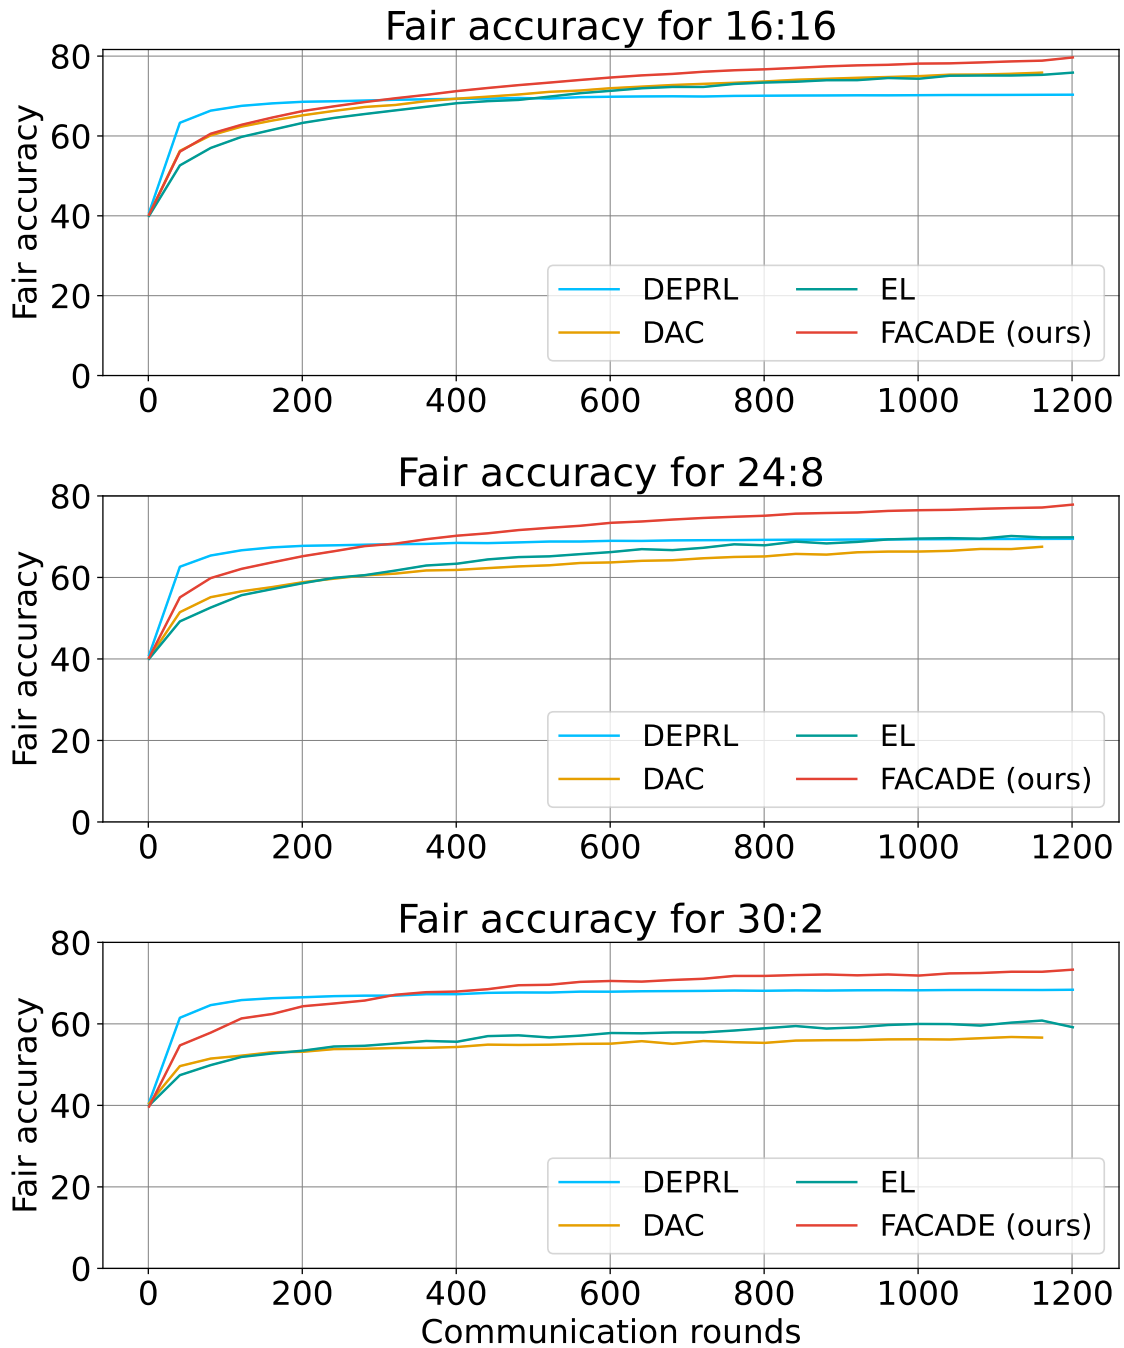 Fair accuracy for 16:16
80
60
40
20
0
Fair accuracy
DEPRL
EL
DAC
FACADE (ours)
0 200 400 600 800 1000 1200
Fair accuracy for 24:8
80
60
40
20
0
Fair accuracy
DEPRL
EL
DAC
FACADE (ours)
0 200 400 600 800 1000 1200
Fair accuracy for 30:2
80
60
40
20
0
Fair accuracy
DEPRL
EL
DAC
FACADE (ours)
0 200 400 600 800 1000 1200
Communication rounds